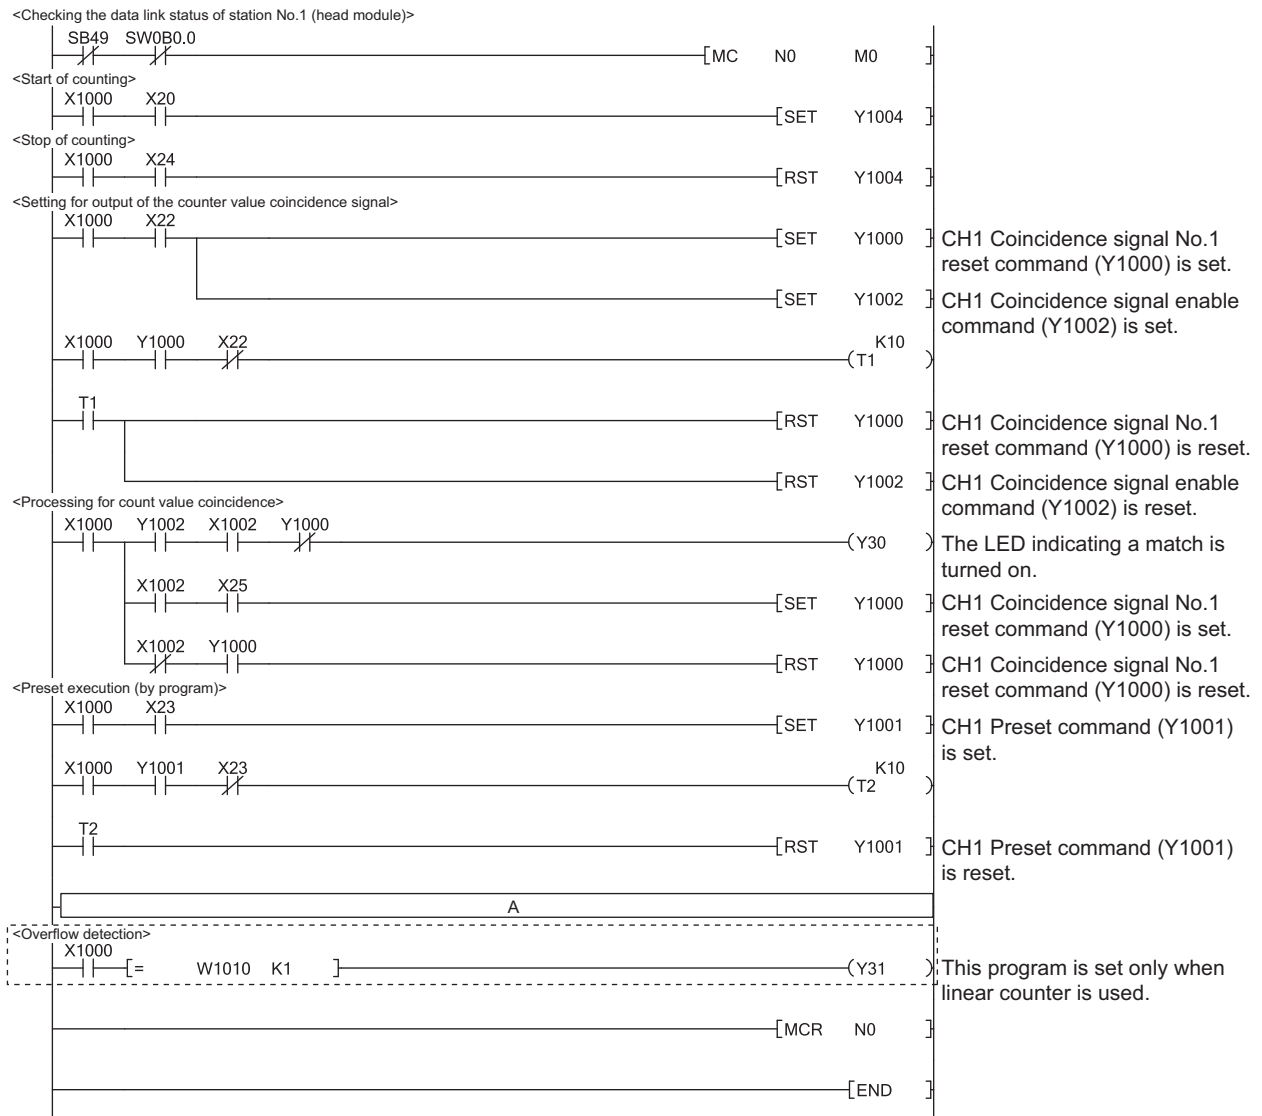 <Checking the data link status of station No.1 (head module)>
SB49 SW0B0.0
MC N0 M0
<Start of counting>
X1000 X20
SET Y1004
<Stop of counting>
X1000 X24
RST Y1004
<Setting for output of the counter value coincidence signal>
X1000 X22
SET Y1000
CH1 Coincidence signal No.1
reset command (Y1000) is set.
SET Y1002
CH1 Coincidence signal enable
command (Y1002) is set.
X1000 Y1000 X22 K10
T1
T1
RST Y1000
CH1 Coincidence signal No.1
reset command (Y1000) is reset.
RST Y1002
CH1 Coincidence signal enable
command (Y1002) is reset.
<Processing for count value coincidence>
X1000 Y1002 X1002 Y1000
Y30
The LED indicating a match is
turned on.
X1002 X25
SET Y1000
CH1 Coincidence signal No.1
reset command (Y1000) is set.
X1002 Y1000
RST Y1000
CH1 Coincidence signal No.1
reset command (Y1000) is reset.
<Preset execution (by program)>
X1000 X23
SET Y1001
CH1 Preset command (Y1001)
is set.
X1000 Y1001 X23 K10
T2
T2
RST Y1001
CH1 Preset command (Y1001)
is reset.
A
<Overflow detection>
X1000
= W1010 K1
Y31
This program is set only when
linear counter is used.
MCR N0
END